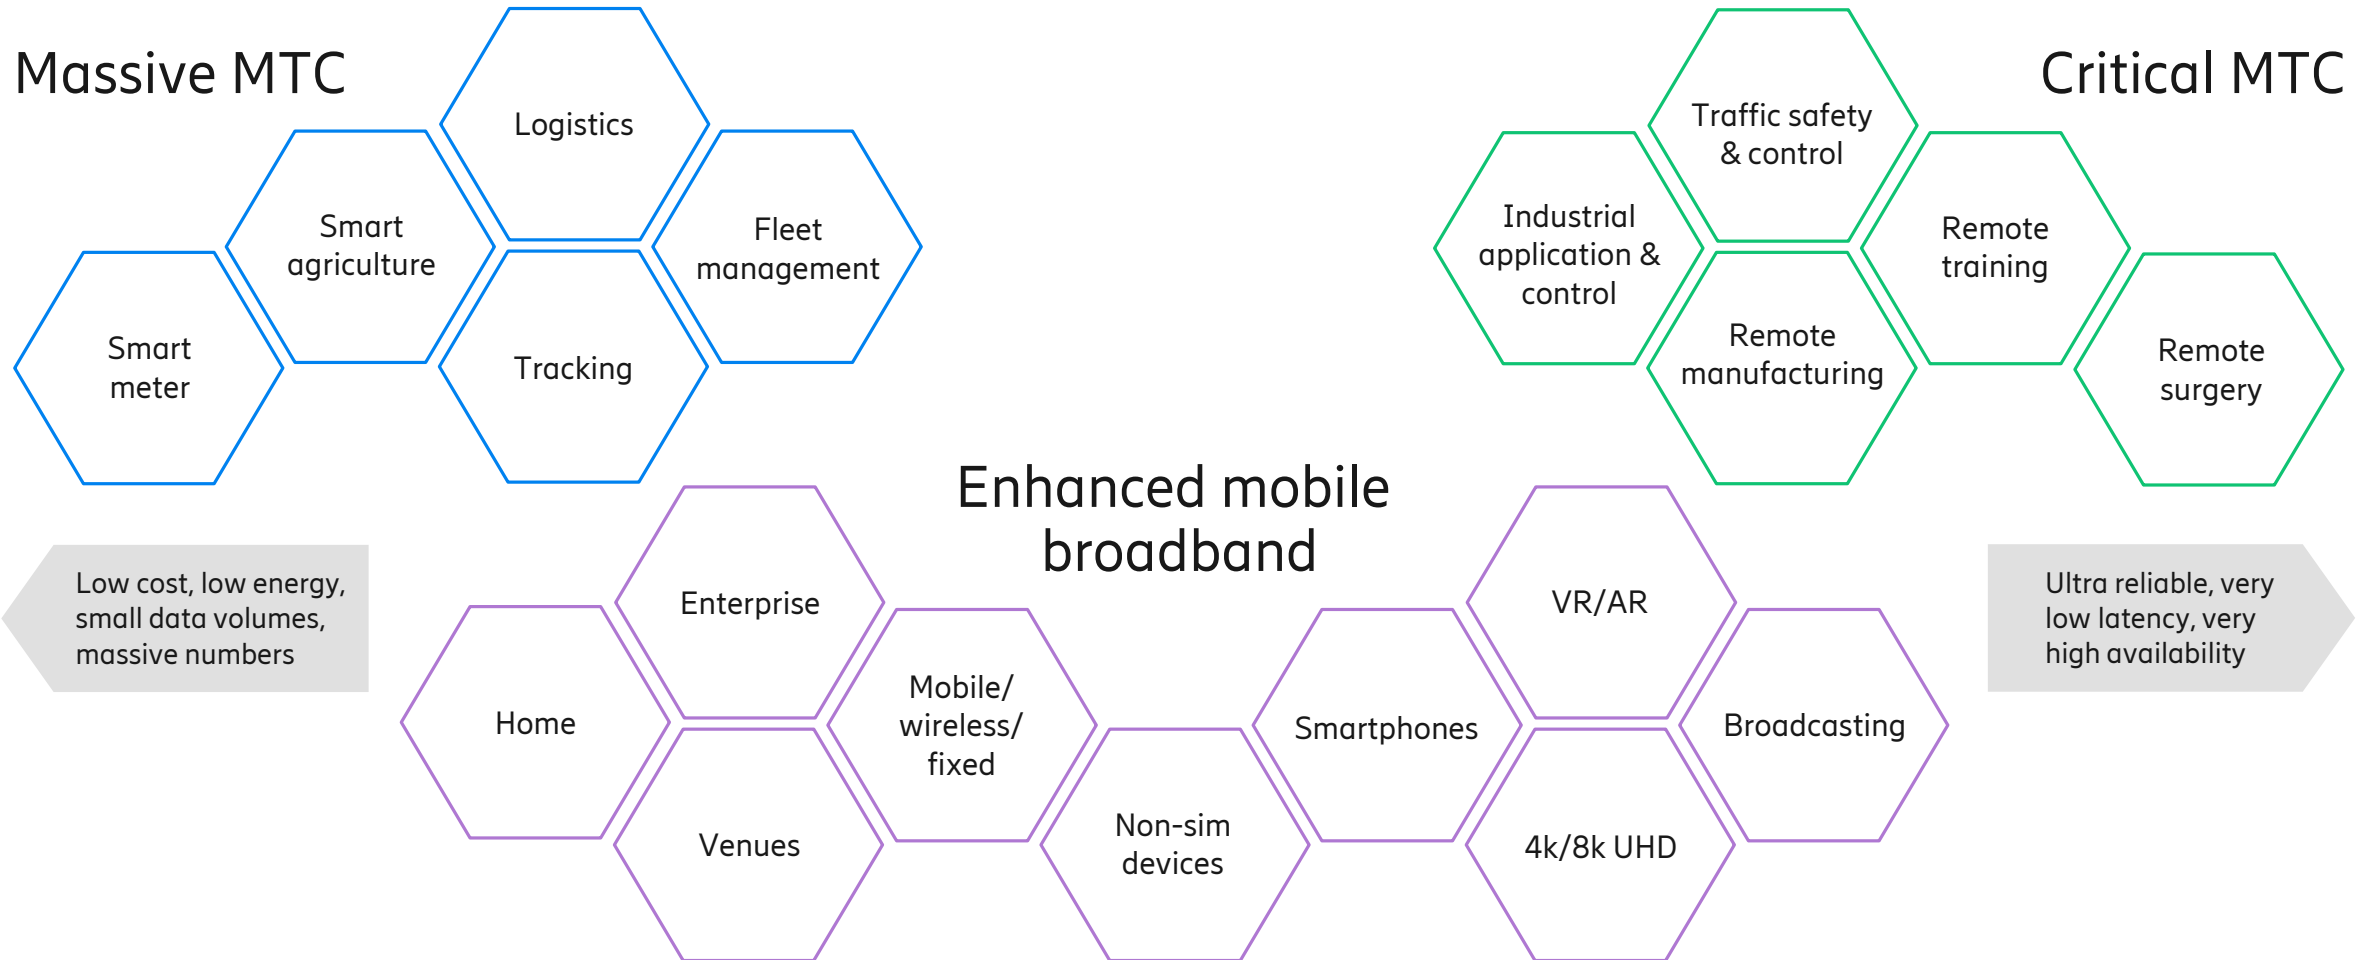 Massive MTC
Logistics
Smart
agriculture
Fleet
management
Smart
meter
Tracking
Critical MTC
Traffic safety
& control
Industrial
application &
control
Remote
training
Remote
manufacturing
Remote
surgery
Enhanced mobile
broadband
Low cost, low energy,
small data volumes,
massive numbers
Enterprise
Home
Mobile/
wireless/
fixed
Venues
Non-sim
devices
Smartphones
VR/AR
Broadcasting
4k/8k UHD
Ultra reliable, very
low latency, very
high availability